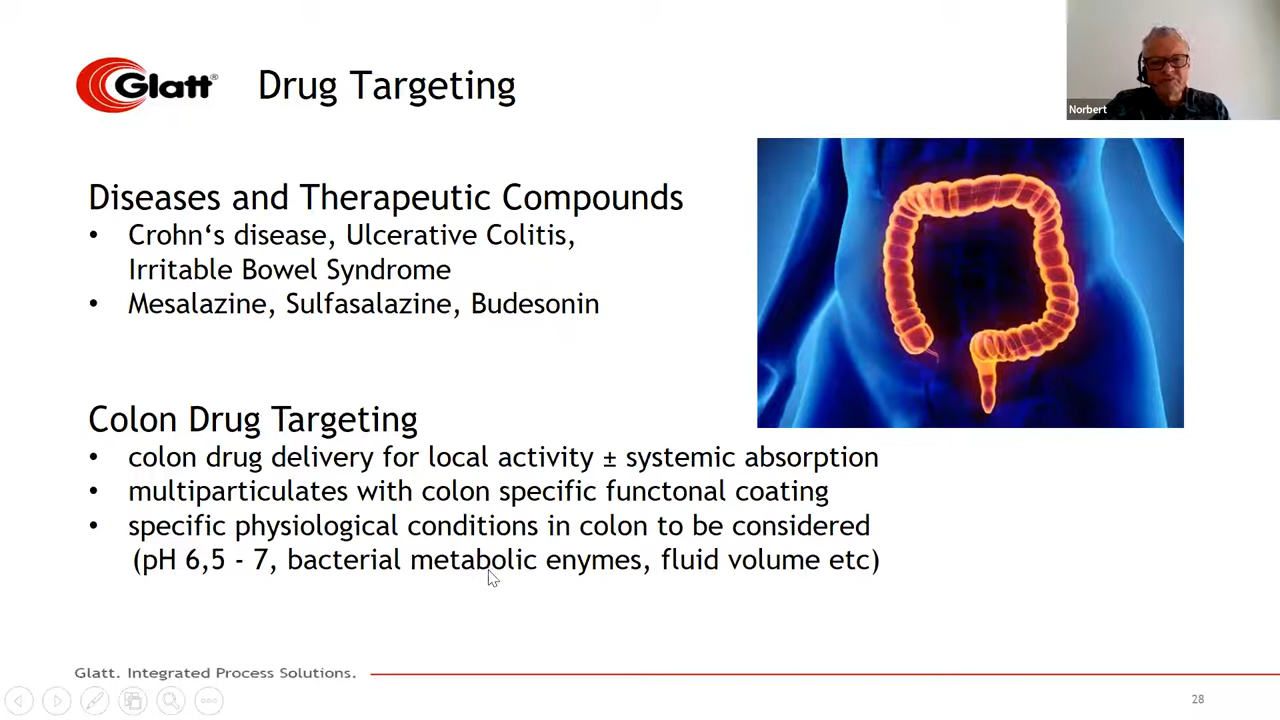 Glatt®
Drug Targeting
Norbert
Diseases and Therapeutic Compounds
• Crohn‘s disease, Ulcerative Colitis,
Irritable Bowel Syndrome
• Mesalazine, Sulfasalazine, Budesonin
Colon Drug Targeting
• colon drug delivery for local activity ± systemic absorption
• multiparticulates with colon specific functonal coating
• specific physiological conditions in colon to be considered
(pH 6,5 - 7, bacterial metabolic enymes, fluid volume etc)
Glatt. Integrated Process Solutions.
28